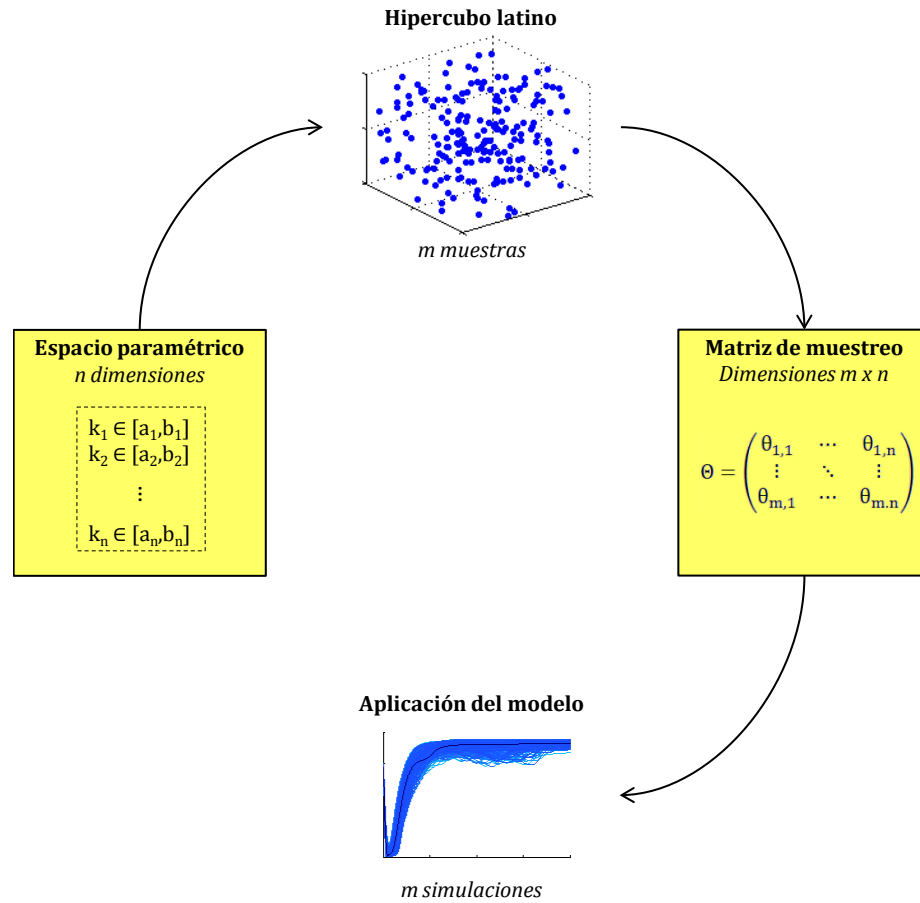 Hipercubo latino
m muestras
Espacio paramétrico
n dimensiones
k₁ ∈ [a₁,b₁]
k₂ ∈ [a₂,b₂]
⋮
kₙ ∈ [aₙ,bₙ]
Matriz de muestreo
Dimensiones m x n
θ₁,₁ ⋯ θ₁,ₙ
Θ = ( ⋮ ⋱ ⋮ )
θₘ,₁ ⋯ θₘ.ₙ
Aplicación del modelo
m simulaciones